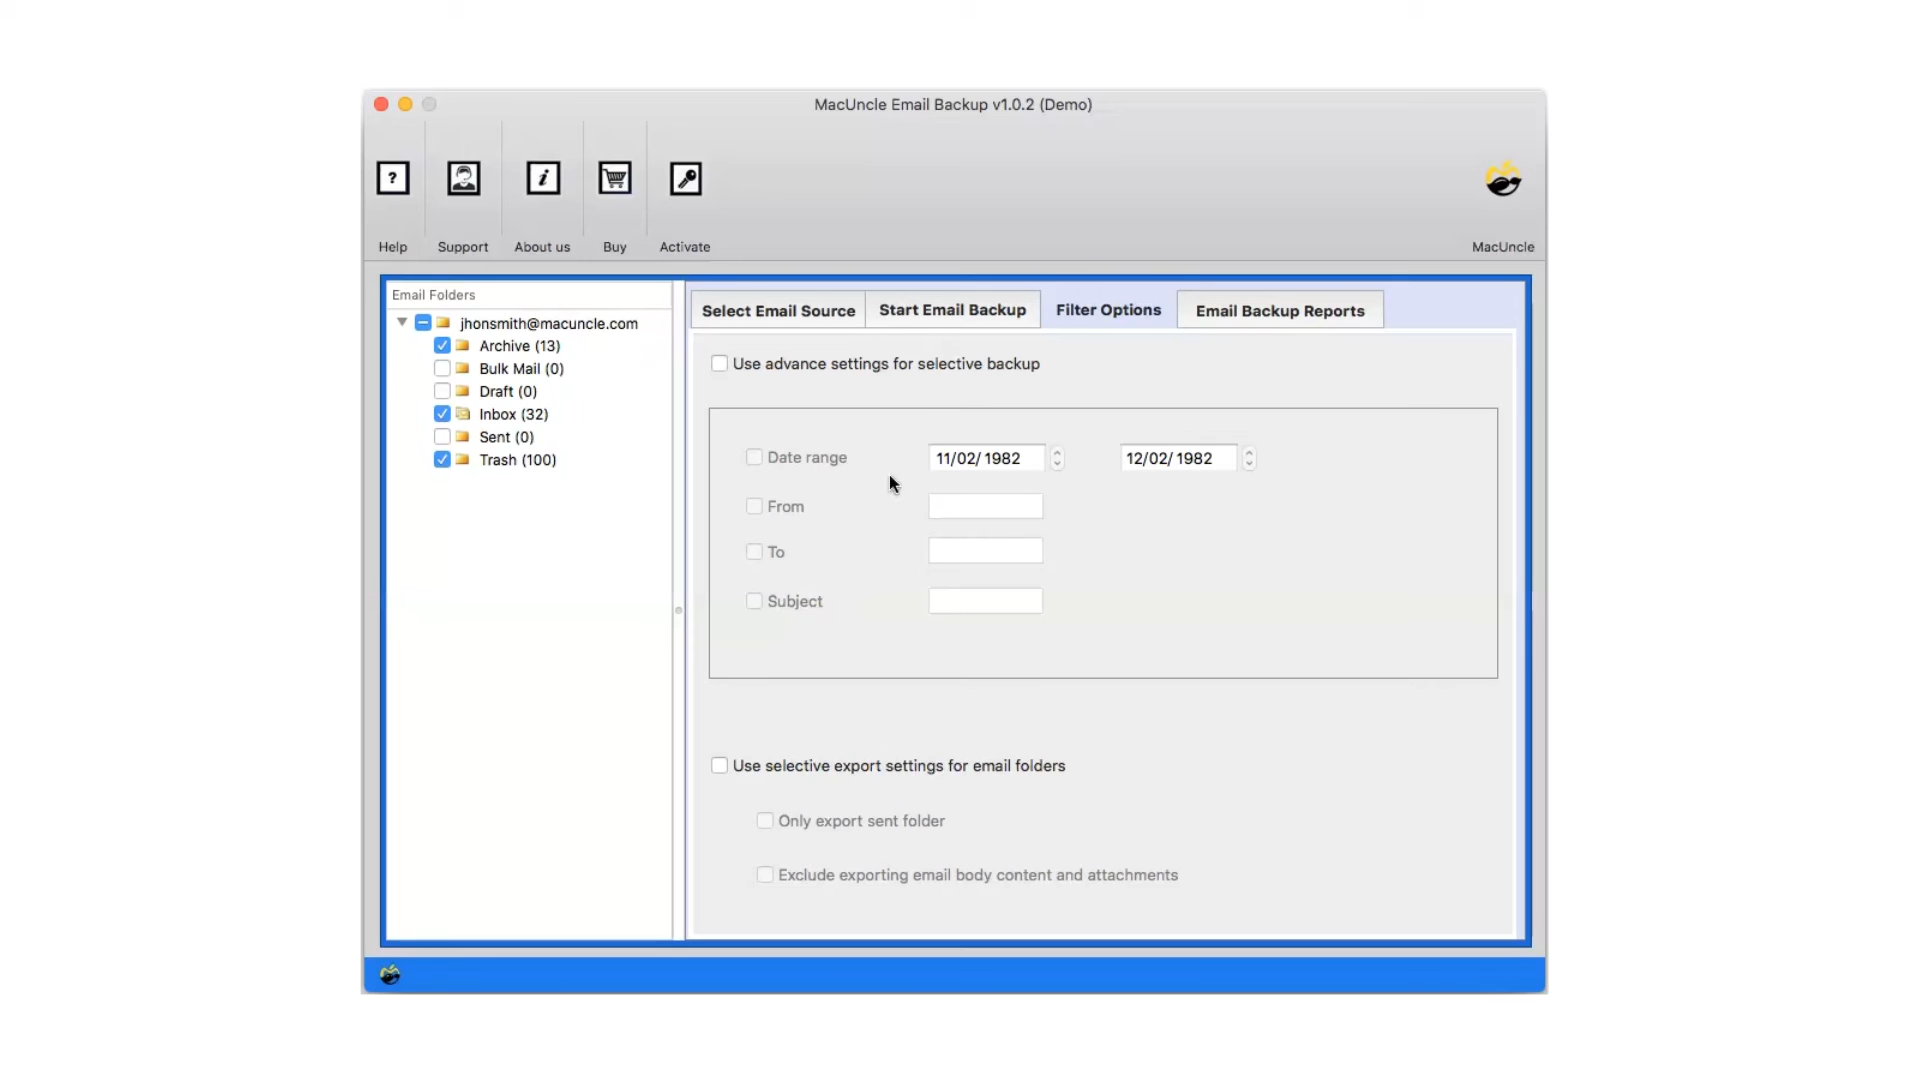 MacUncle Email Backup v1.0.2 (Demo)
?
i
Help
Support
About us
Buy
Activate
MacUncle
Email Folders
jhonsmith@macuncle.com
Archive (13)
Bulk Mail (0)
Draft (0)
Inbox (32)
Sent (0)
Trash (100)
Select Email Source
Start Email Backup
Filter Options
Email Backup Reports
Use advance settings for selective backup
Date range 11/02/ 1982 12/02/ 1982
From
To
Subject
Use selective export settings for email folders
Only export sent folder
Exclude exporting email body content and attachments